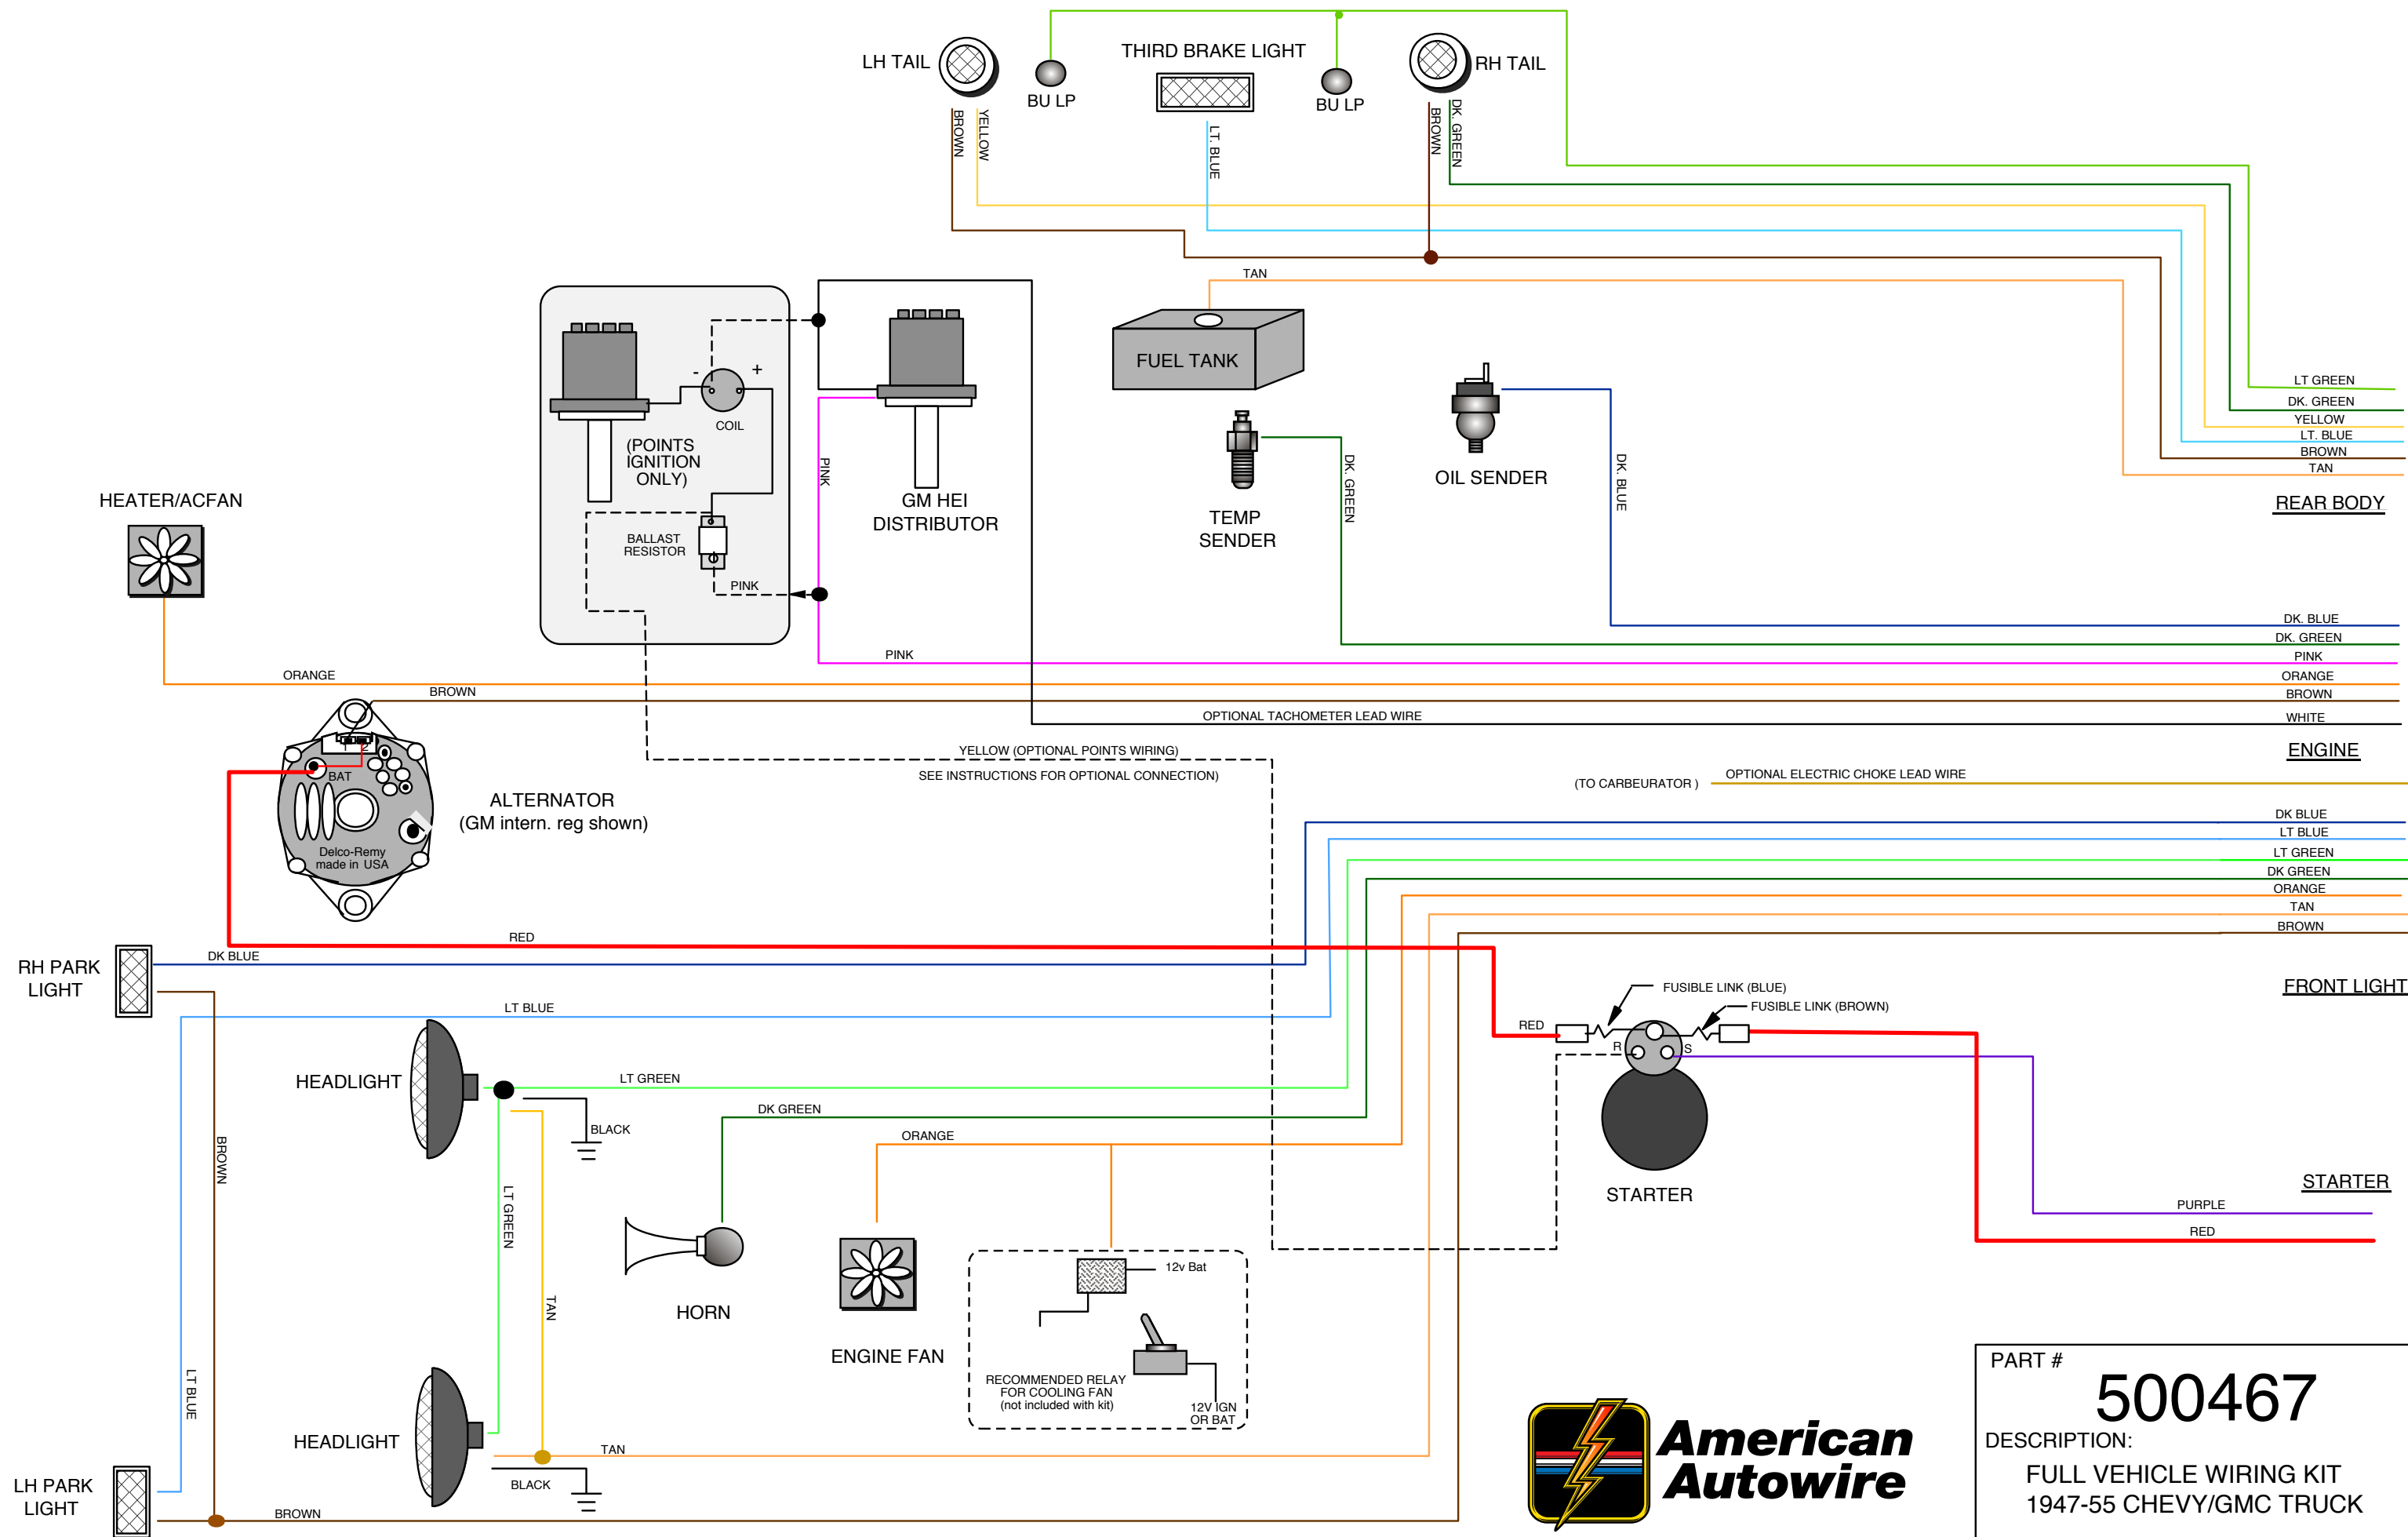 LH TAIL
BU LP
THIRD BRAKE LIGHT
BU LP
RH TAIL
BROWN
YELLOW
LT. BLUE
BROWN
DK. GREEN
TAN
FUEL TANK
LT GREEN
DK. GREEN
YELLOW
LT. BLUE
BROWN
TAN
REAR BODY
-
+
COIL
(POINTS
IGNITION
ONLY)
BALLAST
RESISTOR
PINK
PINK
GM HEI
DISTRIBUTOR
TEMP
SENDER
DK. GREEN
OIL SENDER
DK. BLUE
HEATER/ACFAN
ORANGE
BROWN
PINK
OPTIONAL TACHOMETER LEAD WIRE
DK. BLUE
DK. GREEN
PINK
ORANGE
BROWN
WHITE
ENGINE
YELLOW (OPTIONAL POINTS WIRING)
SEE INSTRUCTIONS FOR OPTIONAL CONNECTION)
(TO CARBEURATOR )
OPTIONAL ELECTRIC CHOKE LEAD WIRE
1 2
BAT
Delco-Remy
made in USA
ALTERNATOR
(GM intern. reg shown)
DK BLUE
LT BLUE
LT GREEN
DK GREEN
ORANGE
TAN
BROWN
FRONT LIGHT
RED
DK BLUE
RH PARK
LIGHT
LT BLUE
HEADLIGHT
LT GREEN
BLACK
DK GREEN
ORANGE
BROWN
LT GREEN
TAN
LT BLUE
RED
FUSIBLE LINK (BLUE)
FUSIBLE LINK (BROWN)
R
S
STARTER
STARTER
PURPLE
RED
HORN
ENGINE FAN
12v Bat
RECOMMENDED RELAY
FOR COOLING FAN
(not included with kit)
12V IGN
OR BAT
HEADLIGHT
TAN
BLACK
LH PARK
LIGHT
BROWN
American
Autowire
PART #
500467
DESCRIPTION:
FULL VEHICLE WIRING KIT
1947-55 CHEVY/GMC TRUCK